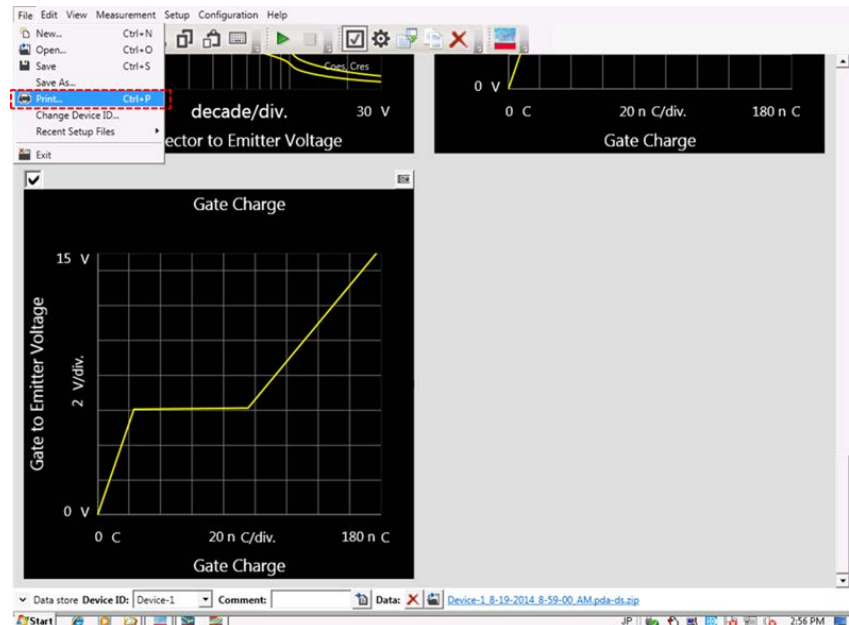 File Edit View Measurement Setup Configuration Help
New... Ctrl+N
Open... Ctrl+O
Save Ctrl+S
Save As...
Print... Ctrl+P
Change Device ID...
Recent Setup Files
Exit
Coes, Cres
decade/div. 30 V
ector to Emitter Voltage
0 V
0 C 20 n C/div. 180 n C
Gate Charge
Gate Charge
15 V
Gate to Emitter Voltage
2 V/div.
0 V
0 C 20 n C/div. 180 n C
Gate Charge
Data store Device ID: Device-1 Comment: Data: Device-1_8-19-2014_8-59-00_AM.pda-ds.zip
Start JP 2:56 PM